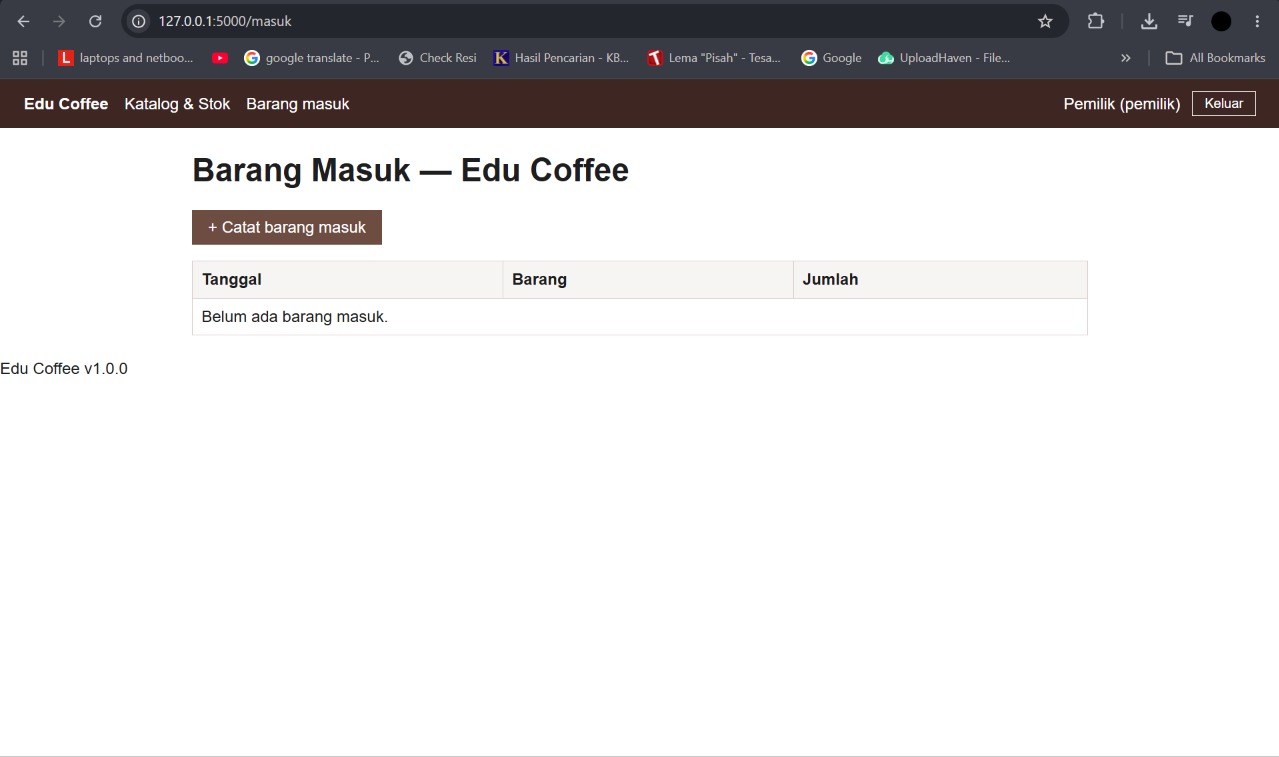 127.0.0.1:5000/masuk
L laptops and netboo... google translate - P... Check Resi K Hasil Pencarian - KB... T Lema "Pisah" - Tesa... Google UploadHaven - File... » All Bookmarks
Edu Coffee Katalog & Stok Barang masuk Pemilik (pemilik) Keluar
Barang Masuk — Edu Coffee
+ Catat barang masuk
Tanggal Barang Jumlah
Belum ada barang masuk.
Edu Coffee v1.0.0